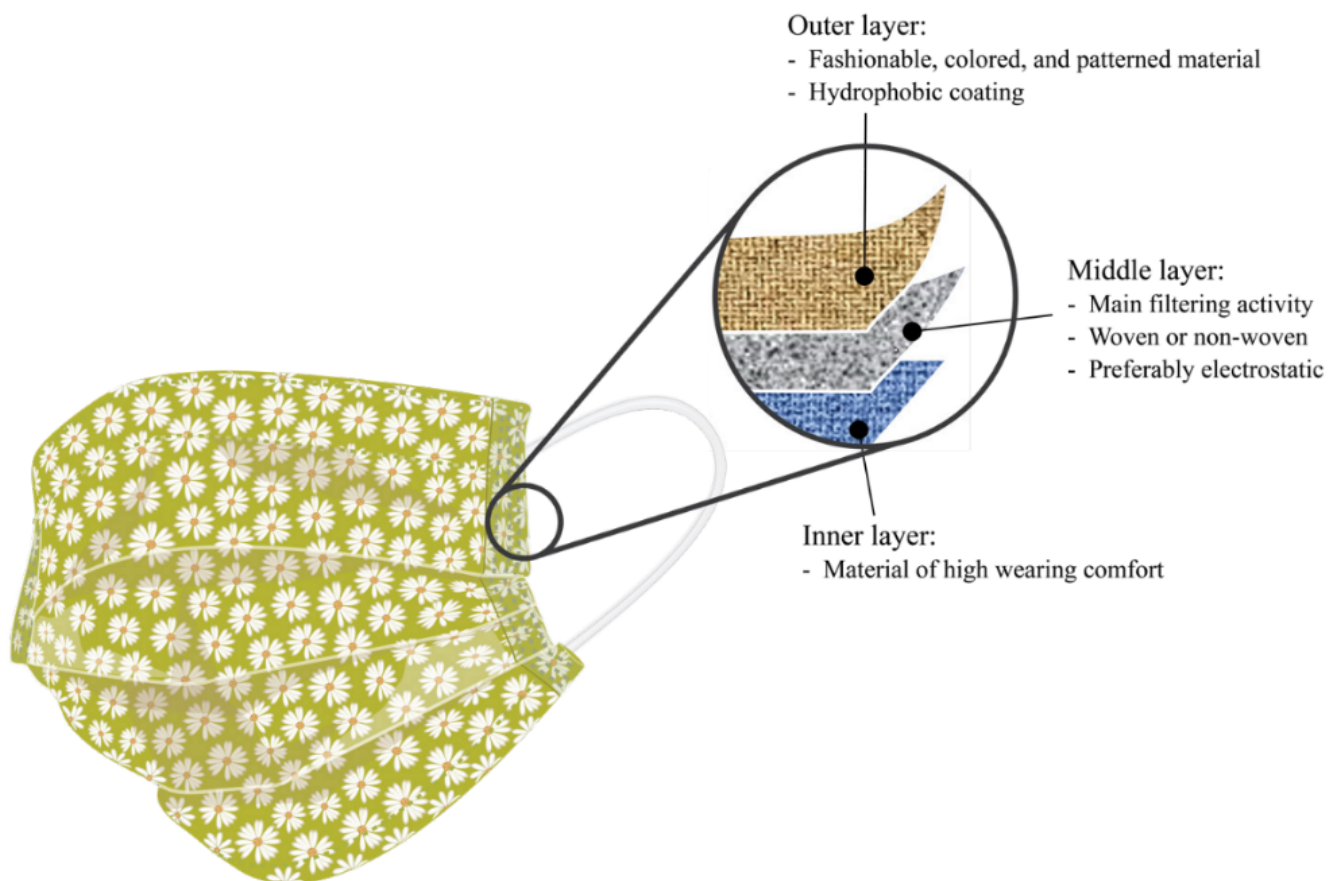 Outer layer:
- Fashionable, colored, and patterned material
- Hydrophobic coating
Middle layer:
- Main filtering activity
- Woven or non-woven
- Preferably electrostatic
Inner layer:
- Material of high wearing comfort